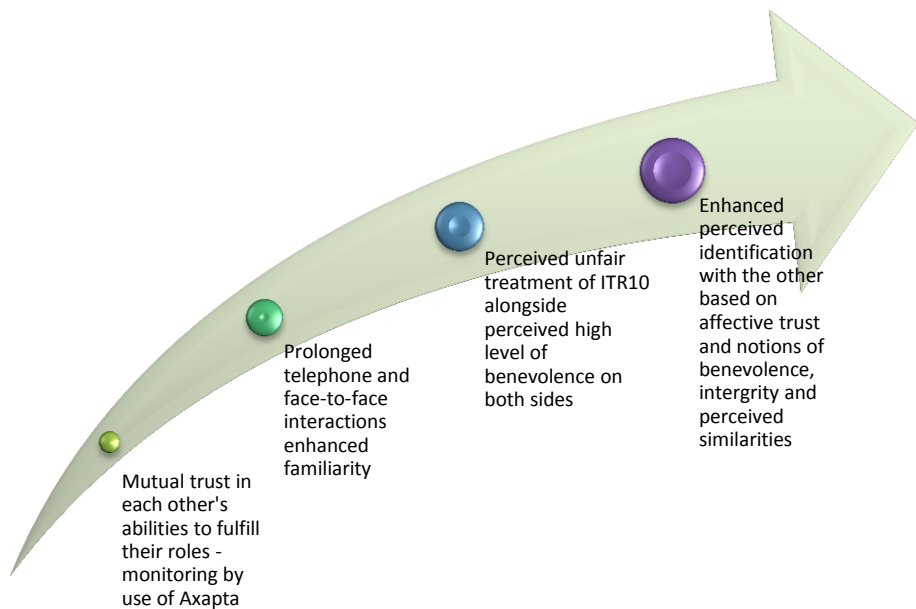 Mutual trust in
each other's
abilities to fulfill
their roles -
monitoring by
use of Axapta
Prolonged
telephone and
face-to-face
interactions
enhanced
familiarity
Perceived unfair
treatment of ITR10
alongside
perceived high
level of
benevolence on
both sides
Enhanced
perceived
identification
with the other
based on
affective trust
and notions of
benevolence,
intergrity and
perceived
similarities